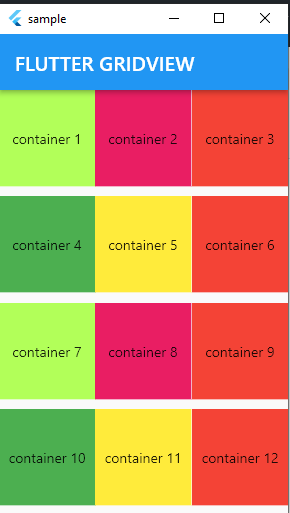 sample
FLUTTER GRIDVIEW
container 1 container 2 container 3
container 4 container 5 container 6
container 7 container 8 container 9
container 10 container 11 container 12